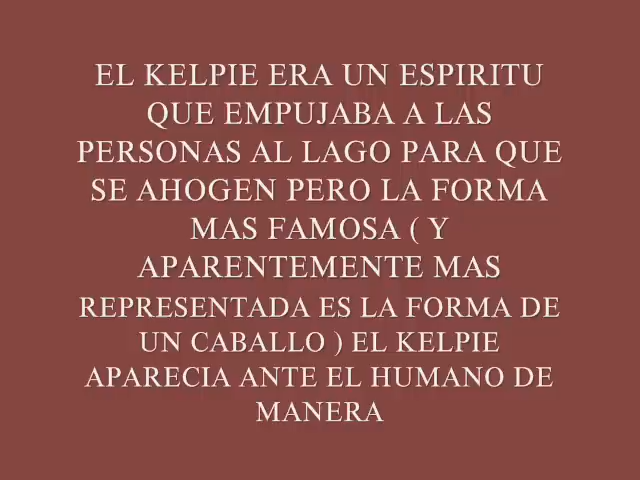 EL KELPIE ERA UN ESPIRITU
QUE EMPUJABA A LAS
PERSONAS AL LAGO PARA QUE
SE AHOGEN PERO LA FORMA
MAS FAMOSA ( Y
APARENTEMENTE MAS
REPRESENTADA ES LA FORMA DE
UN CABALLO ) EL KELPIE
APARECIA ANTE EL HUMANO DE
MANERA